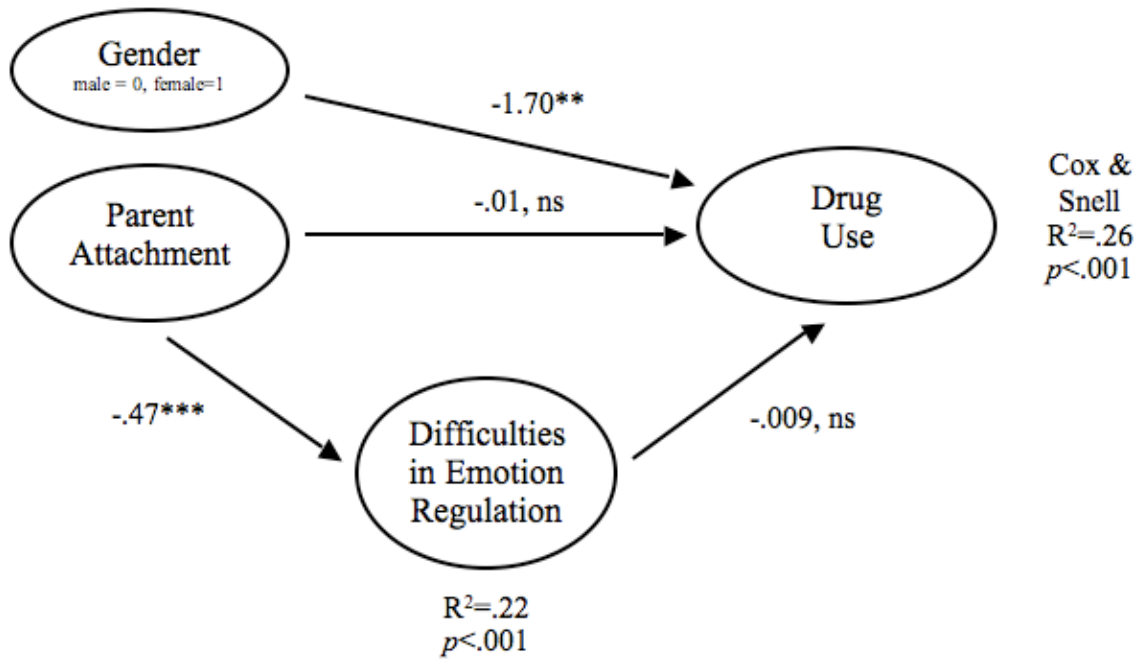 Gender
male = 0, female=1
-1.70**
Parent
Attachment
-.01, ns
Drug
Use
Cox &
Snell
R²=.26
p<.001
-.47***
Difficulties
in Emotion
Regulation
-.009, ns
R²=.22
p<.001